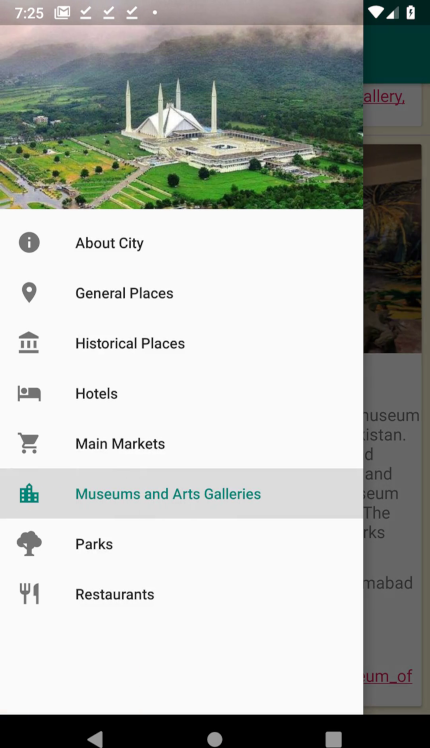 7:25
allery,
About City
General Places
Historical Places
Hotels
Main Markets
Museums and Arts Galleries
Parks
Restaurants
nuseum
istan.
d
and
seum
The
rks
mabad
eum_of